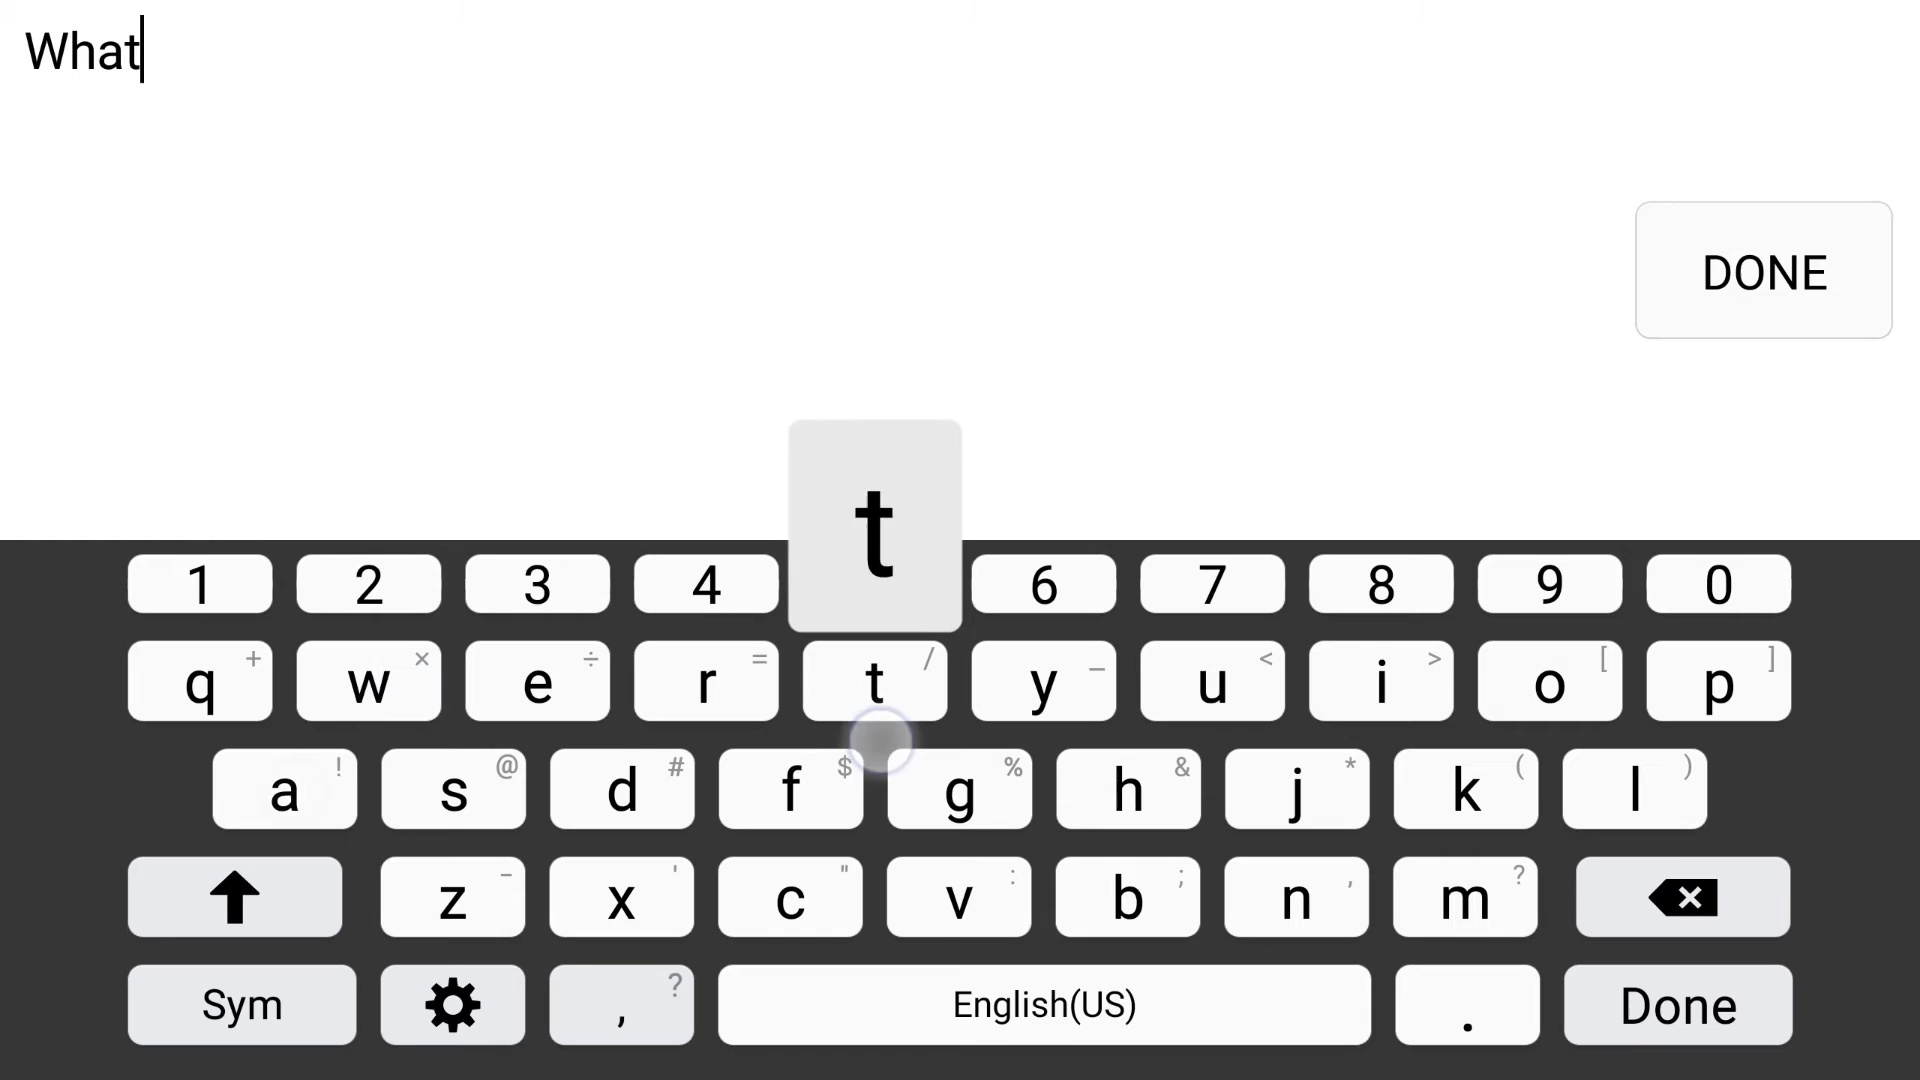 What
DONE
t
1 2 3 4 6 7 8 9 0
q + w × e ÷ r = t / y _ u < i > o [ p ]
a ! s @ d # f $ g % h & j * k ( l )
z - x ' c " v : b ; n , m ?
Sym , ? English(US) . Done